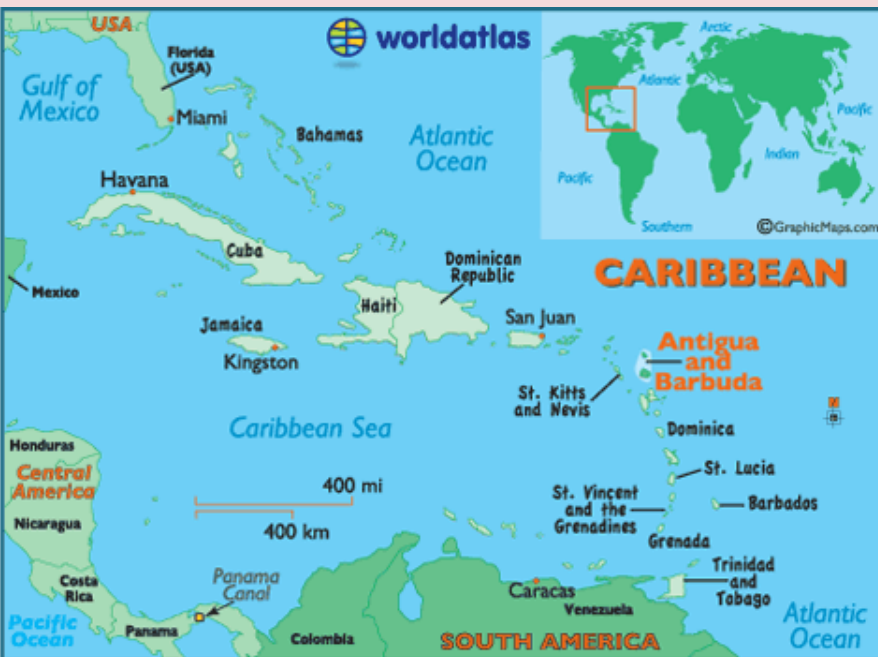 USA
worldatlas
Arctic
Florida
(USA)
Atlantic
Gulf of
Mexico
Pacific
Miami
Bahamas
Atlantic
Ocean
Indian
Pacific
Havana
Southern
©GraphicMaps.com
Cuba
Dominican
Republic
CARIBBEAN
Mexico
Haiti
San Juan
Jamaica
Kingston
Antigua
and
Barbuda
St. Kitts
and Nevis
Caribbean Sea
Dominica
Honduras
Central
America
St. Lucia
400 mi
St. Vincent
and the
Grenadines
Barbados
Nicaragua
400 km
Grenada
Trinidad
and
Tobago
Costa
Rica
Panama
Canal
Caracas
Venezuela
Atlantic
Ocean
Pacific
Ocean
Panama
Colombia
SOUTH AMERICA